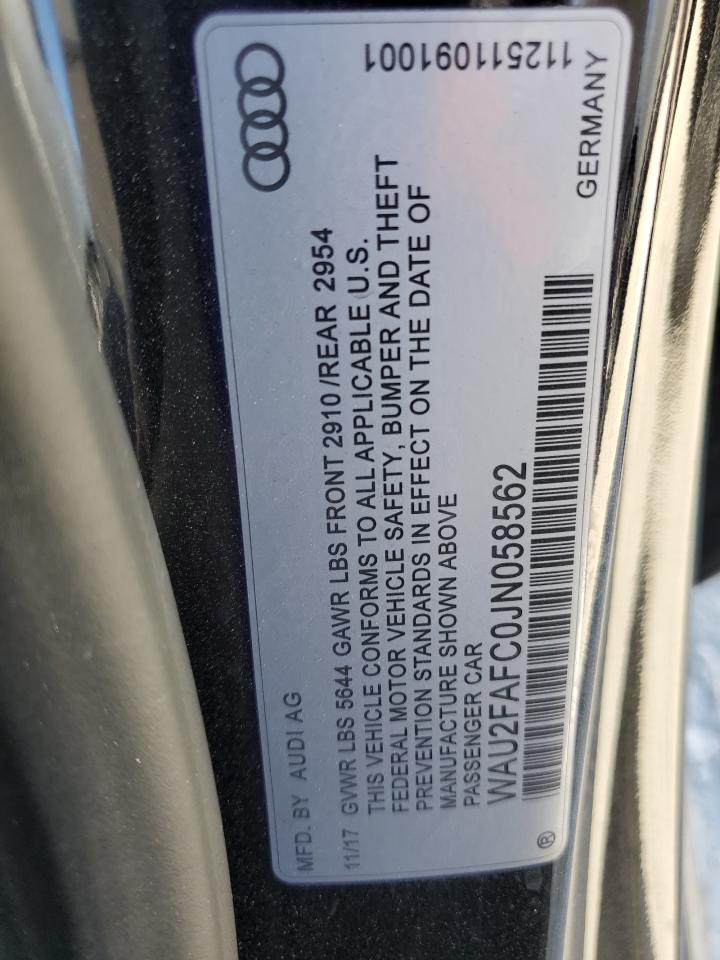 MFD. BY AUDI AG
11/17 GVWR LBS 5644 GAWR LBS FRONT 2910/REAR 2954
THIS VEHICLE CONFORMS TO ALL APPLICABLE U.S.
FEDERAL MOTOR VEHICLE SAFETY, BUMPER AND THEFT
PREVENTION STANDARDS IN EFFECT ON THE DATE OF
MANUFACTURE SHOWN ABOVE
PASSENGER CAR
WAU2FAFC0JN058562
®
GERMANY
112511091001